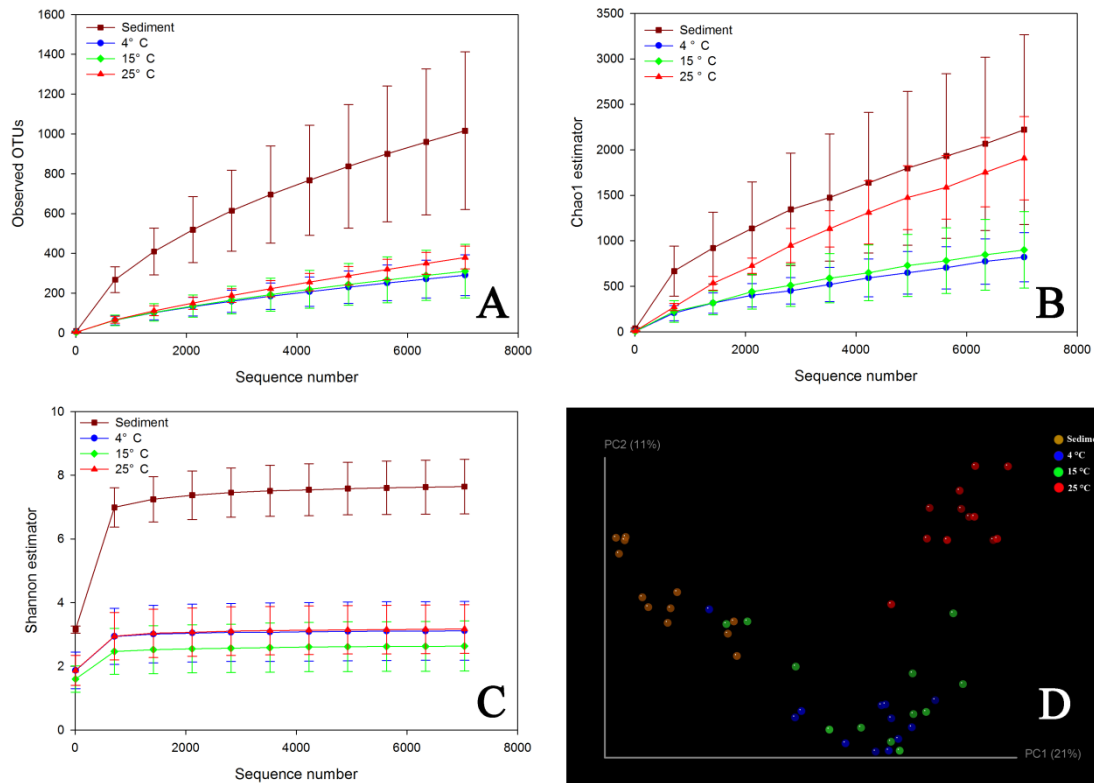 1600
1400
1200
1000
800
600
400
200
0
Observed OTUs
Sediment
4° C
15° C
25° C
A
0 2000 4000 6000 8000
Sequence number
3500
3000
2500
2000
1500
1000
500
0
Chao1 estimator
Sediment
4 ° C
15 ° C
25 ° C
B
0 2000 4000 6000 8000
Sequence number
10
8
6
4
2
0
Shannon estimator
Sediment
4° C
15° C
25° C
C
0 2000 4000 6000 8000
Sequence number
PC2 (11%)
Sedime
4 °C
15 °C
25 °C
D
PC1 (21%)